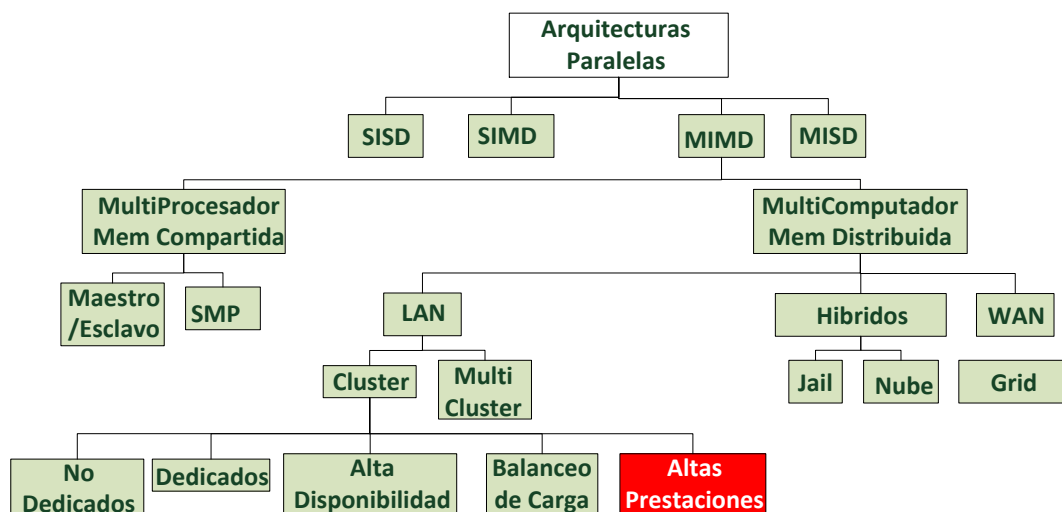 Arquitecturas
Paralelas
SISD
SIMD
MIMD
MISD
MultiProcesador
Mem Compartida
MultiComputador
Mem Distribuida
Maestro
/Esclavo
SMP
LAN
Hibridos
WAN
Cluster
Multi
Cluster
Jail
Nube
Grid
No
Dedicados
Dedicados
Alta
Disponibilidad
Balanceo
de Carga
Altas
Prestaciones